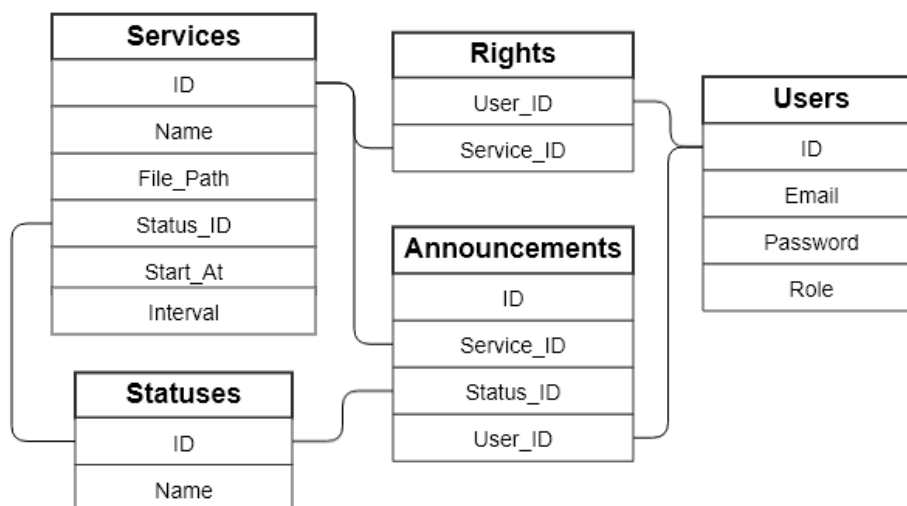 Services
ID
Name
File_Path
Status_ID
Start_At
Interval
Rights
User_ID
Service_ID
Users
ID
Email
Password
Role
Announcements
ID
Service_ID
Status_ID
User_ID
Statuses
ID
Name